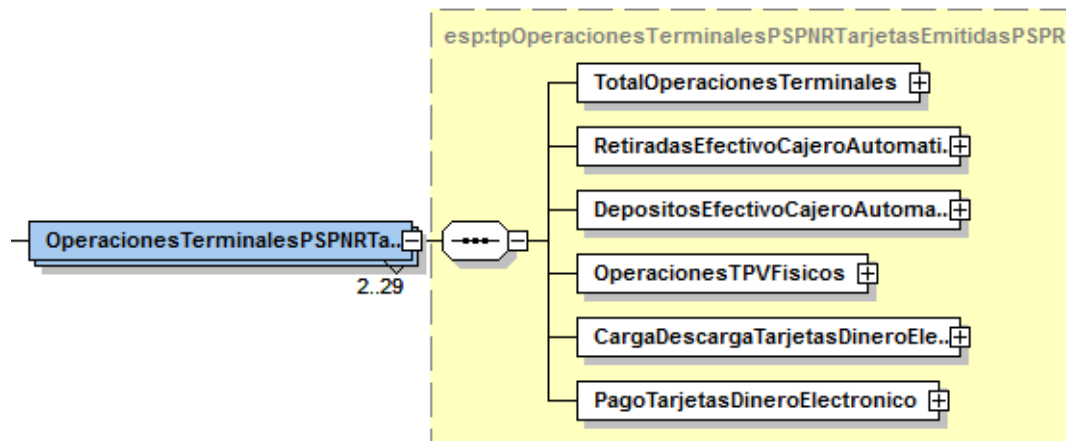 esp:tpOperacionesTerminalesPSPNRTarjetasEmitidasPSPR
TotalOperacionesTerminales
RetiradasEfectivoCajeroAutomati..
DepositosEfectivoCajeroAutoma..
OperacionesTerminalesPSPNRTa..
2..29
OperacionesTPVFisicos
CargaDescargaTarjetasDineroEle..
PagoTarjetasDineroElectronico